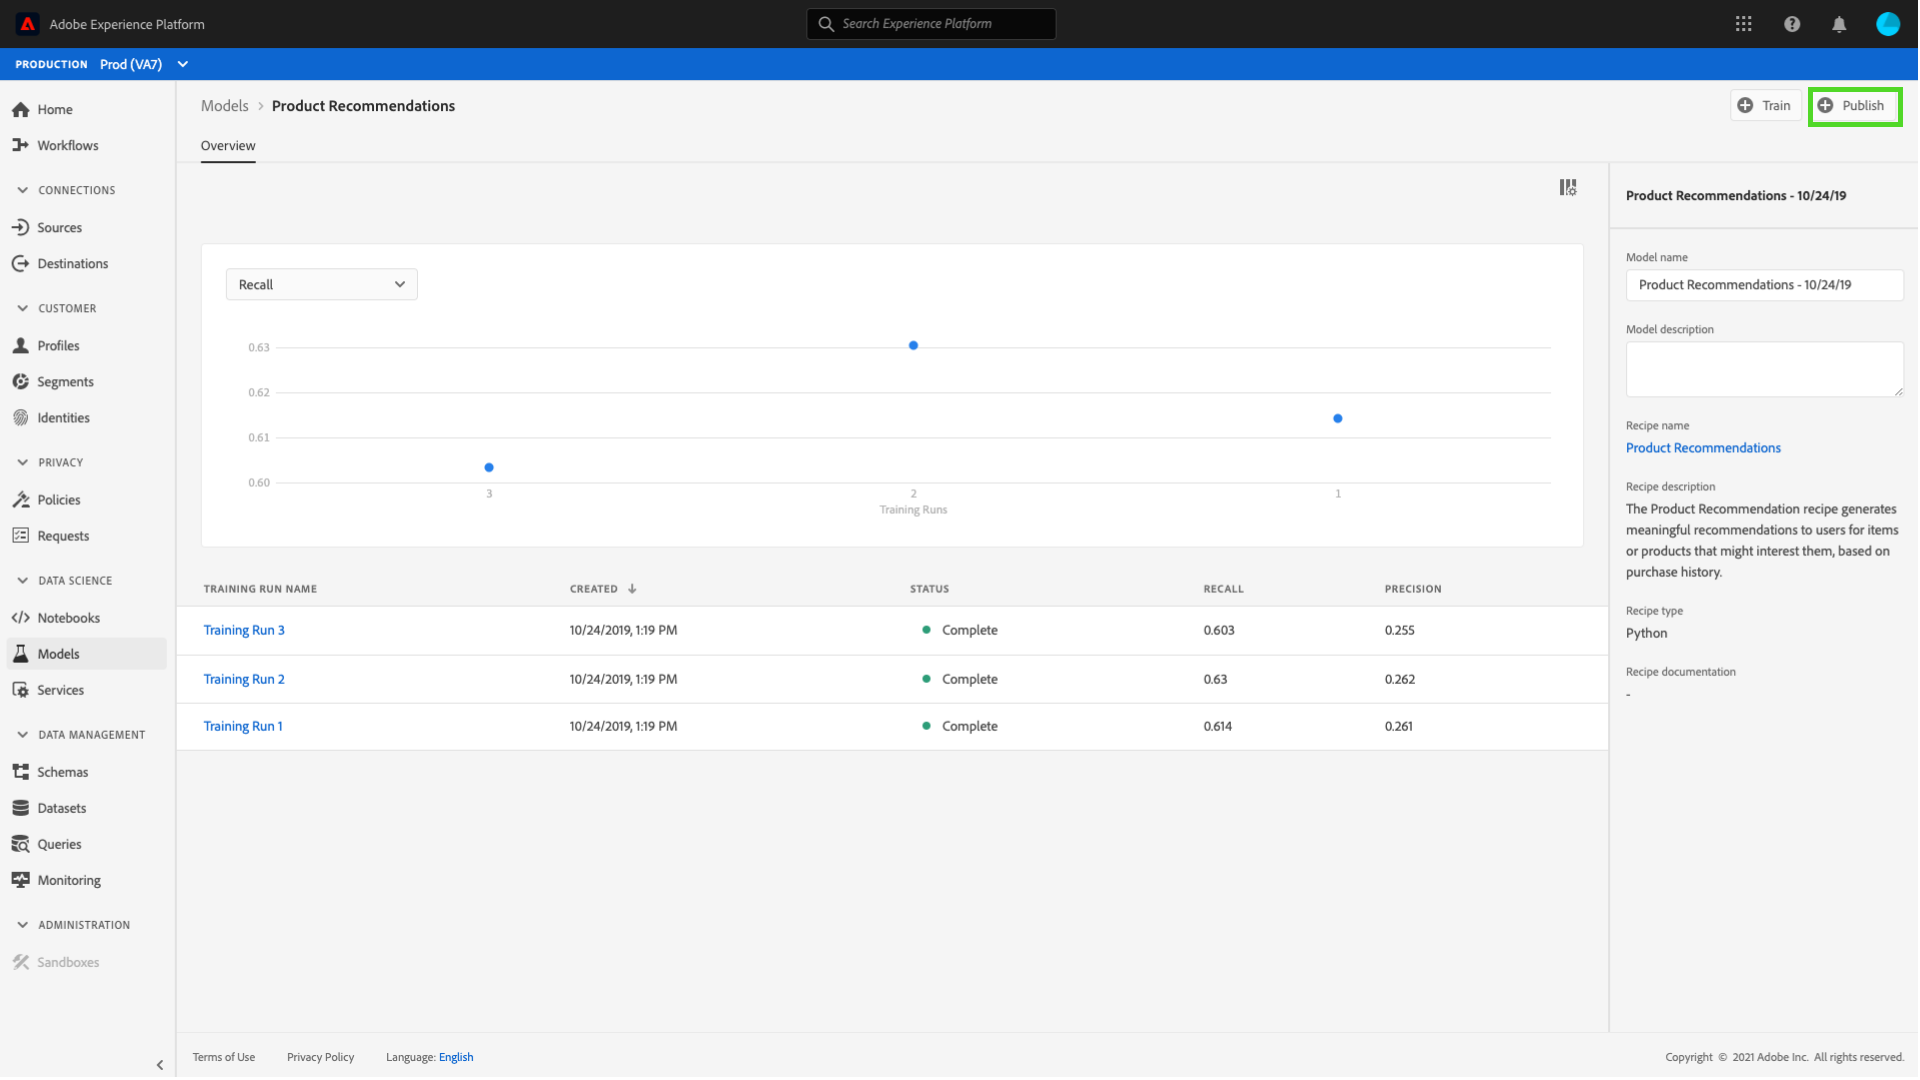 Adobe Experience Platform
Search Experience Platform
PRODUCTION Prod (VA7)
Home
Workflows
CONNECTIONS
Sources
Destinations
CUSTOMER
Profiles
Segments
Identities
PRIVACY
Policies
Requests
DATA SCIENCE
Notebooks
Models
Services
DATA MANAGEMENT
Schemas
Datasets
Queries
Monitoring
ADMINISTRATION
Sandboxes
Models > Product Recommendations
Train
Publish
Overview
Recall
0.63
0.62
0.61
0.60
3 2 1
Training Runs
TRAINING RUN NAME CREATED ↓ STATUS RECALL PRECISION
Training Run 3 10/24/2019, 1:19 PM Complete 0.603 0.255
Training Run 2 10/24/2019, 1:19 PM Complete 0.63 0.262
Training Run 1 10/24/2019, 1:19 PM Complete 0.614 0.261
Product Recommendations - 10/24/19
Model name
Product Recommendations - 10/24/19
Model description
Recipe name
Product Recommendations
Recipe description
The Product Recommendation recipe generates
meaningful recommendations to users for items
or products that might interest them, based on
purchase history.
Recipe type
Python
Recipe documentation
-
Terms of Use Privacy Policy Language: English
Copyright © 2021 Adobe Inc. All rights reserved.